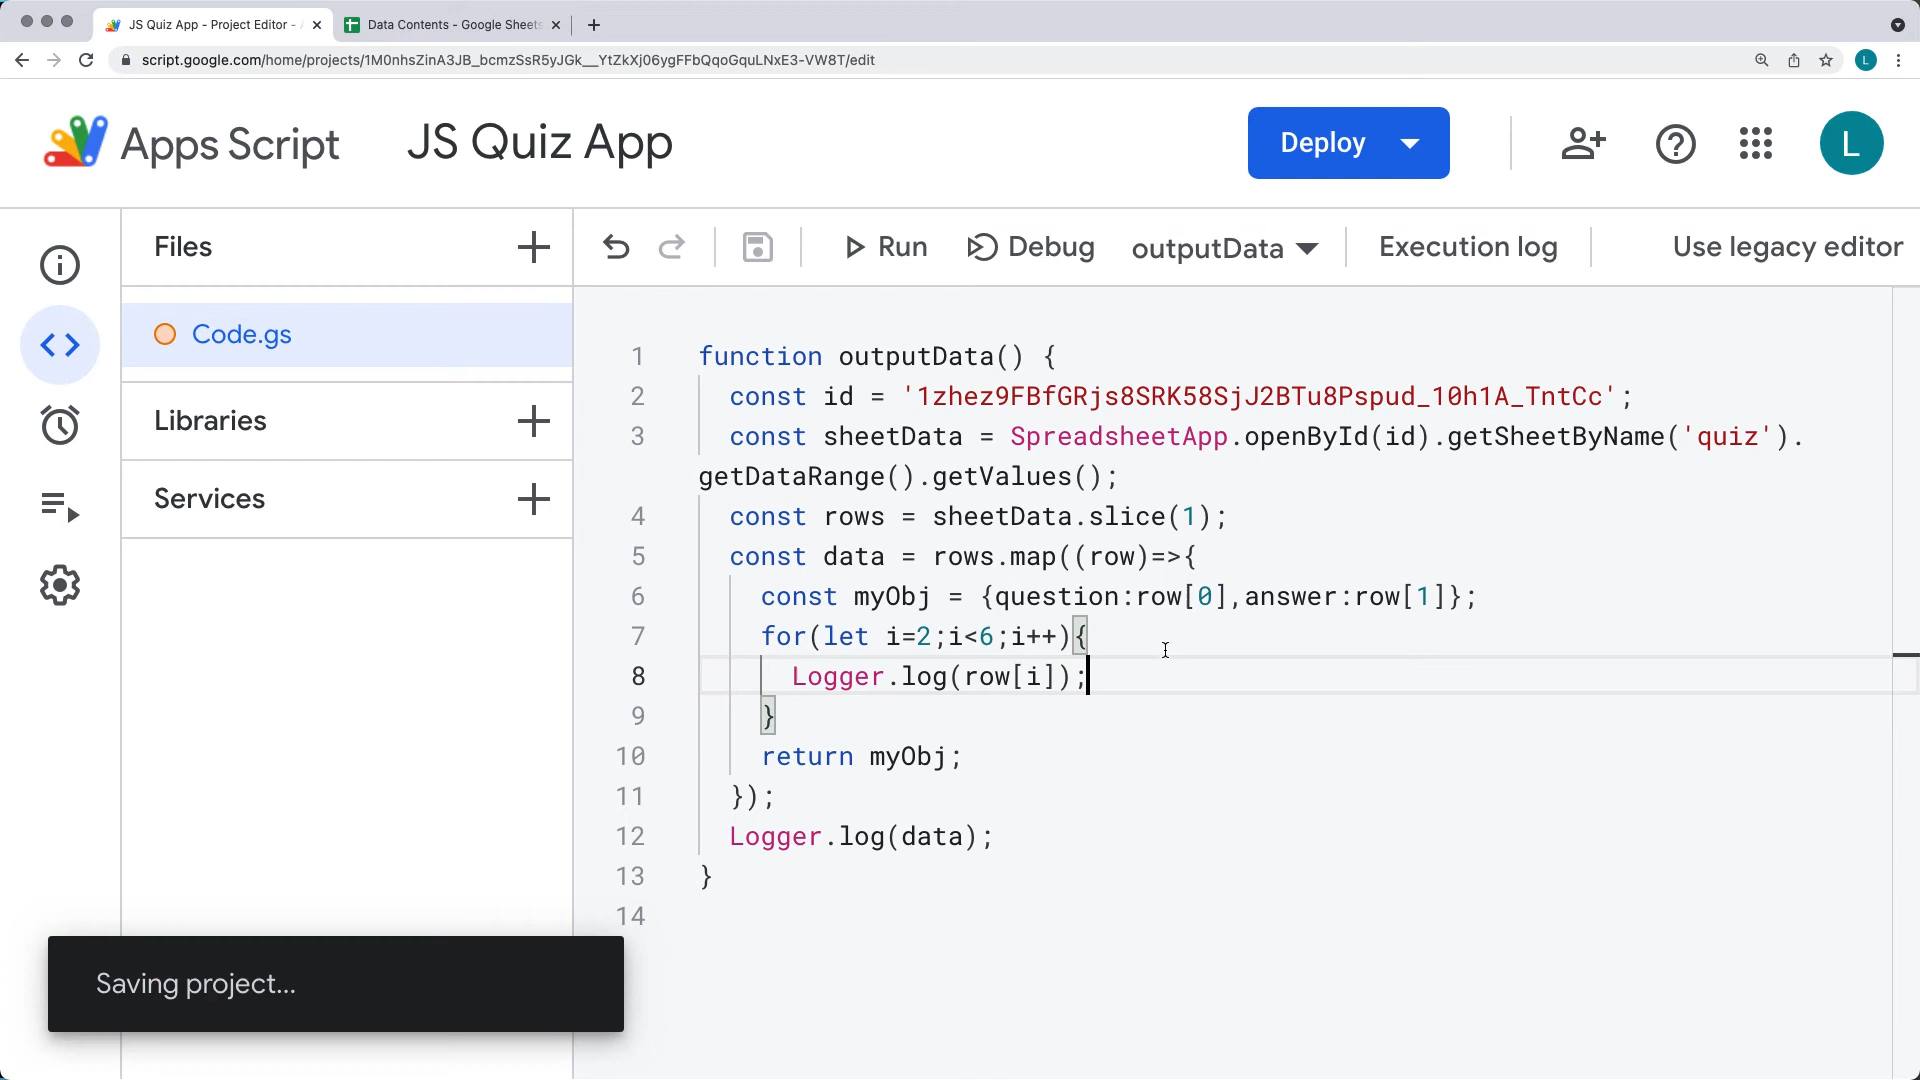 JS Quiz App - Project Editor -
Data Contents - Google Sheets
script.google.com/home/projects/1M0nhsZinA3JB_bcmzSsR5yJGk__YtZkXj06ygFFbQqoGquLNxE3-VW8T/edit
L
Apps Script
JS Quiz App
Deploy
L
Files
Run
Debug
outputData
Execution log
Use legacy editor
Code.gs
Libraries
Services
1 function outputData() {
2 const id = '1zhez9FBfGRjs8SRK58SjJ2BTu8Pspud_10h1A_TntCc';
3 const sheetData = SpreadsheetApp.openById(id).getSheetByName('quiz').
getDataRange().getValues();
4 const rows = sheetData.slice(1);
5 const data = rows.map((row)=>{
6 const myObj = {question:row[0],answer:row[1]};
7 for(let i=2;i<6;i++){
8 Logger.log(row[i]);
9 }
10 return myObj;
11 });
12 Logger.log(data);
13 }
14
Saving project...